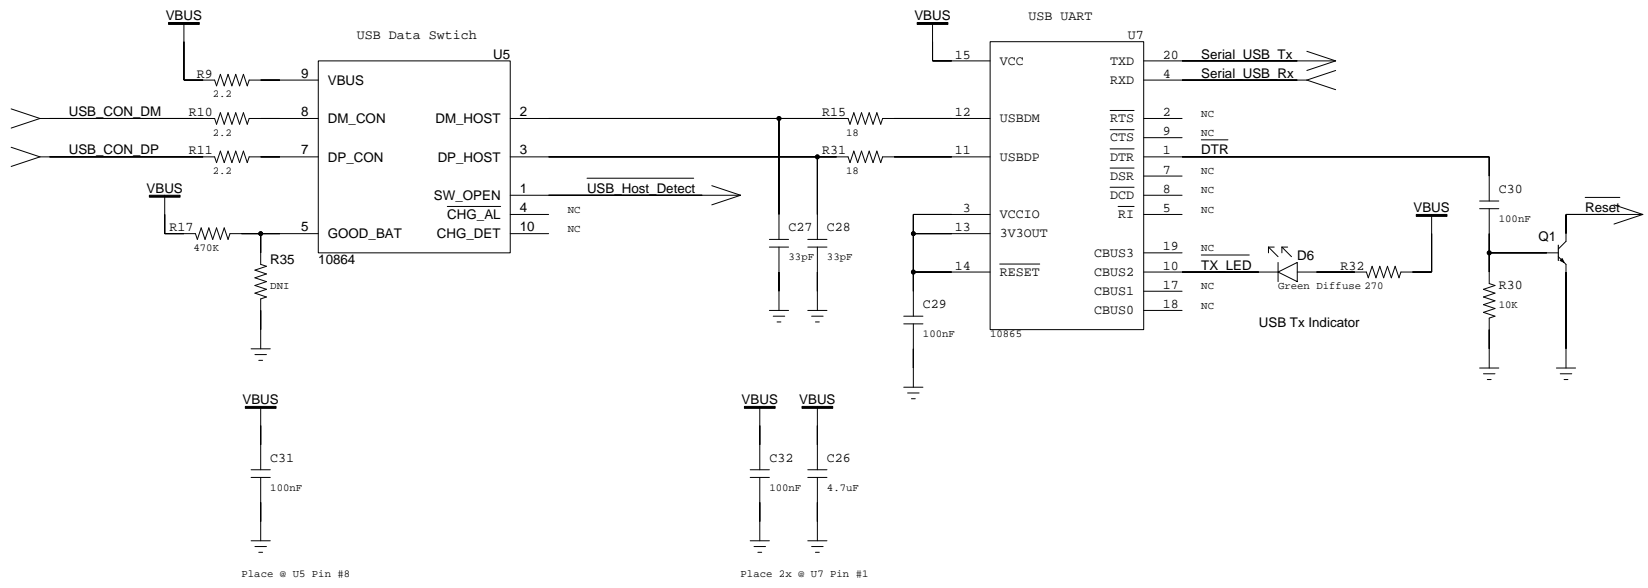 VBUS
USB Data Swtich
U5
R9
2.2
9
VBUS
USB_CON_DM
R10
2.2
8
DM_CON
DM_HOST
2
USB_CON_DP
R11
2.2
7
DP_CON
DP_HOST
3
SW_OPEN
1
USB_Host_Detect
CHG_AL
4
NC
VBUS
R17
470K
5
GOOD_BAT
CHG_DET
10
NC
10864
R35
DNI
R15
18
R31
18
C27
33pF
C28
33pF
VBUS
USB UART
U7
15
VCC
TXD
20
Serial_USB_Tx
RXD
4
Serial_USB_Rx
12
USBDM
RTS
2
NC
CTS
9
NC
11
USBDP
DTR
1
DTR
DSR
7
NC
DCD
8
NC
3
VCCIO
RI
5
NC
13
3V3OUT
CBUS3
19
NC
14
RESET
CBUS2
10
TX_LED
CBUS1
17
NC
CBUS0
18
NC
10865
C29
100nF
D6
Green Diffuse
R32
270
VBUS
USB Tx Indicator
C30
100nF
Q1
Reset
R30
10K
VBUS
C31
100nF
Place @ U5 Pin #8
VBUS
C32
100nF
VBUS
C26
4.7uF
Place 2x @ U7 Pin #1